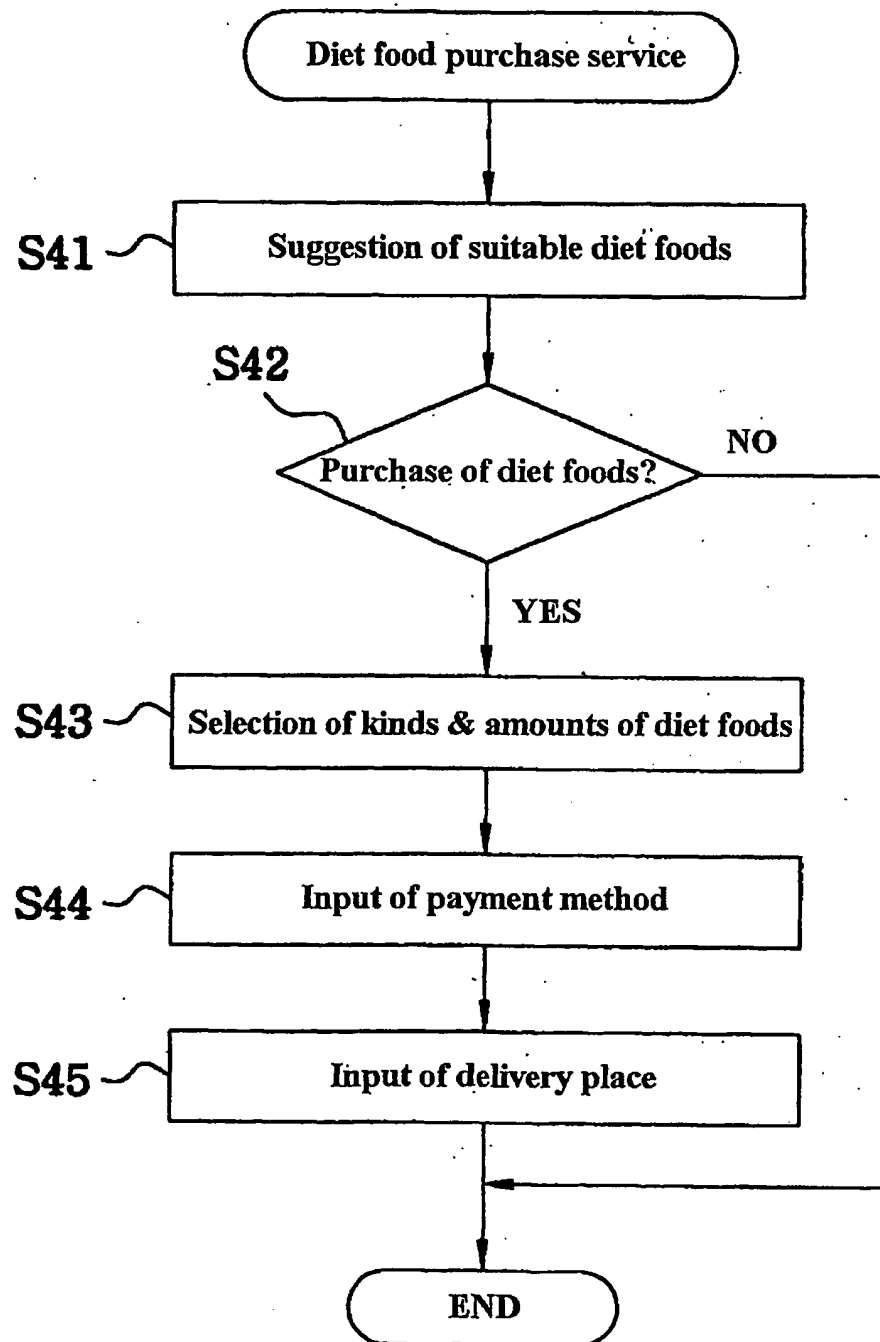 Diet food purchase service
S41
Suggestion of suitable diet foods
S42
Purchase of diet foods?
NO
YES
S43
Selection of kinds & amounts of diet foods
S44
Input of payment method
S45
Input of delivery place
END